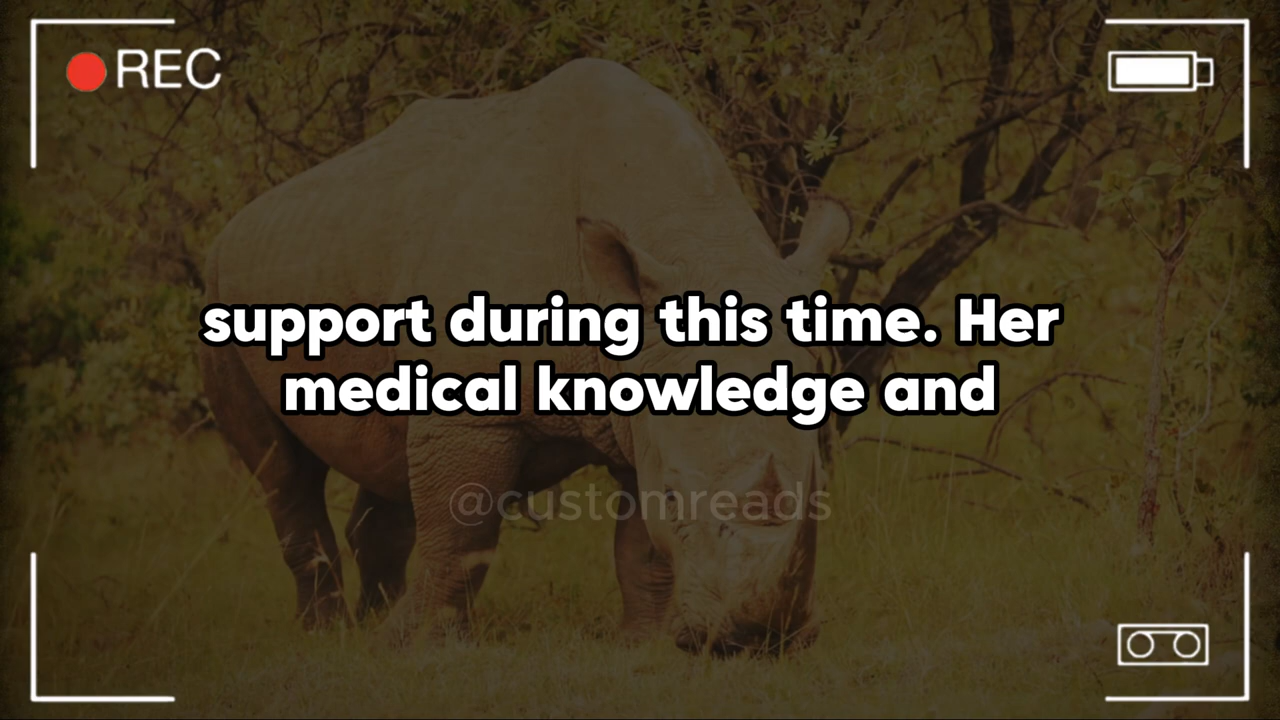 REC
support during this time. Her
medical knowledge and
@customreads